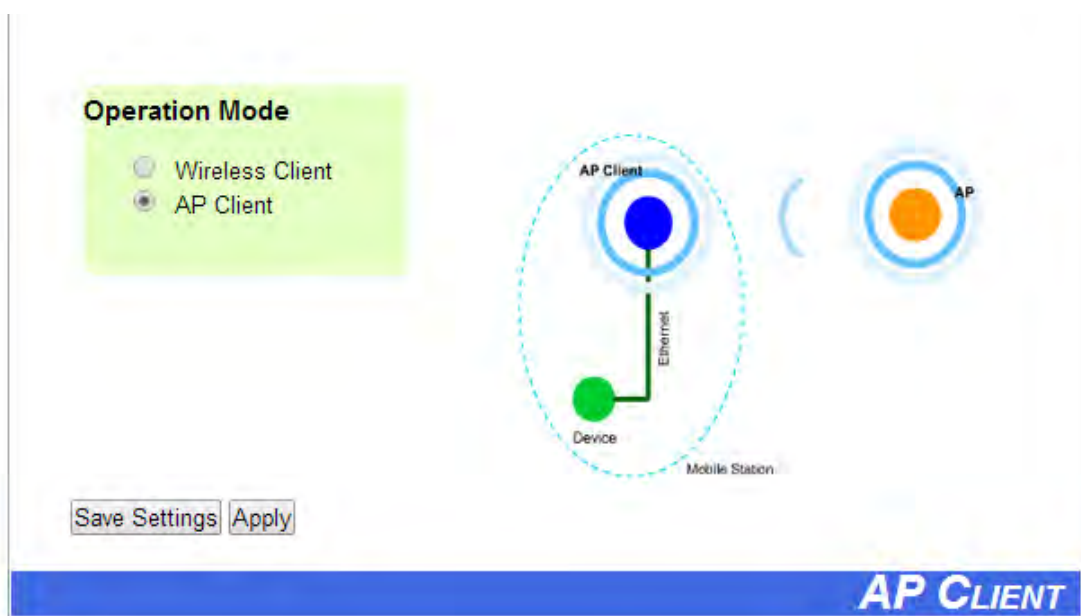 Operation Mode
Wireless Client
AP Client
AP Client
AP
Ethernet
Device
Mobile Station
Save Settings Apply
AP CLIENT